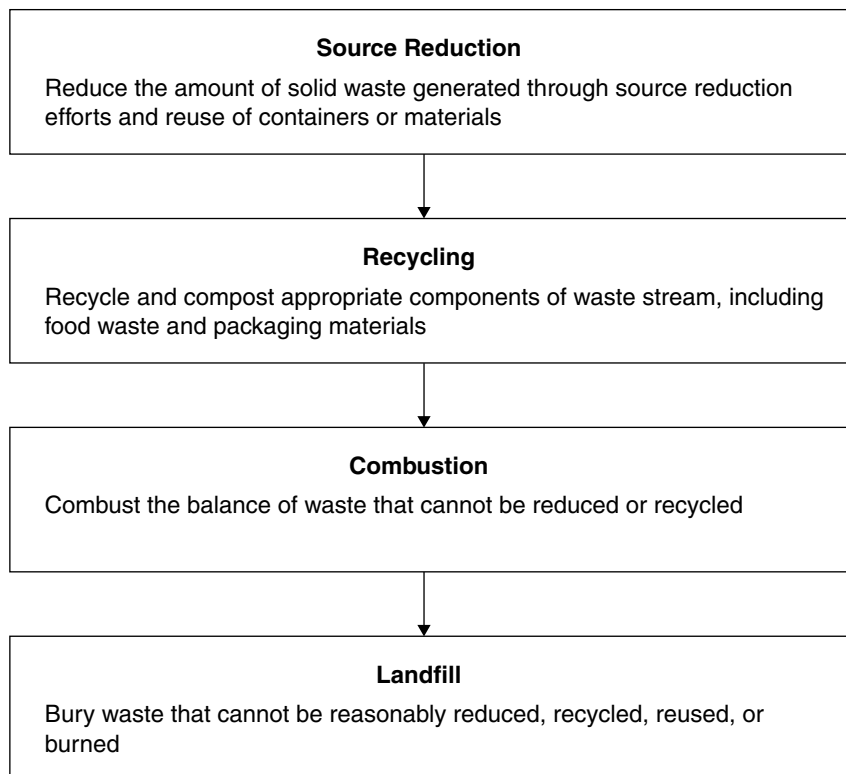 Source Reduction
Reduce the amount of solid waste generated through source reduction
efforts and reuse of containers or materials
Recycling
Recycle and compost appropriate components of waste stream, including
food waste and packaging materials
Combustion
Combust the balance of waste that cannot be reduced or recycled
Landfill
Bury waste that cannot be reasonably reduced, recycled, reused, or
burned